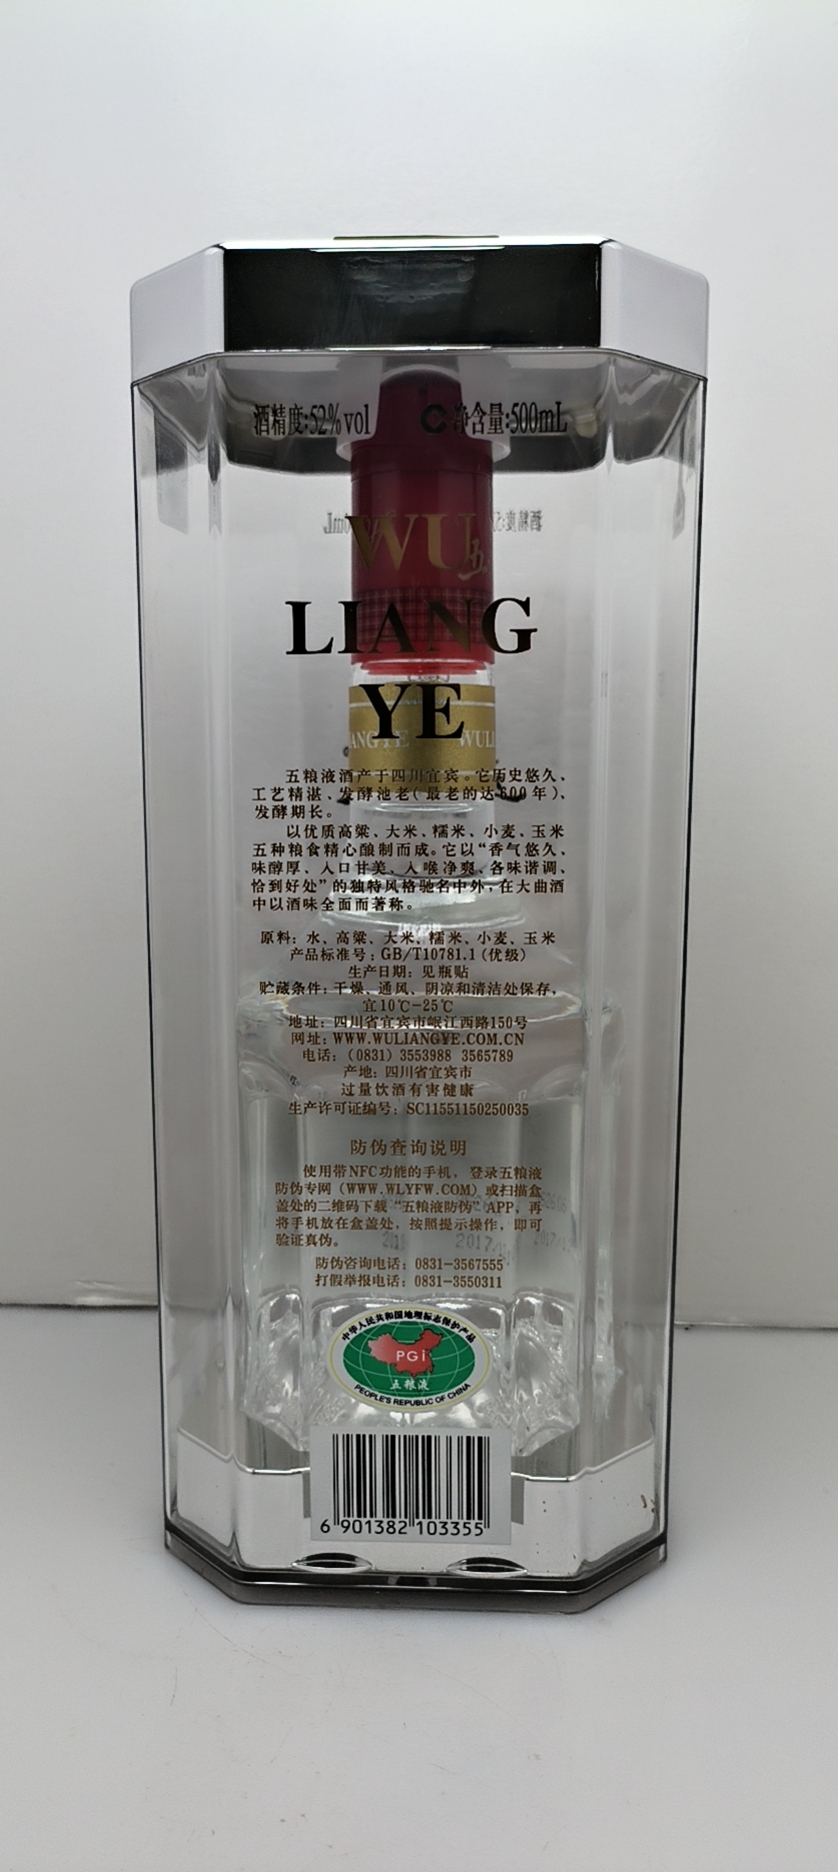 酒精度:52%vol
净含量:500mL
WU
LIANG
YE
五粮液酒产于四川宜宾。它历史悠久、
工艺精湛、发酵池老(最老的达600年)、
发酵期长。
以优质高粱、大米、糯米、小麦、玉米
五种粮食精心酿制而成。它以“香气悠久、
味醇厚、入口甘美、入喉净爽、各味谐调、
恰到好处”的独特风格驰名中外,在大曲酒
中以酒味全面而著称。
原料: 水、高粱、大米、糯米、小麦、玉米
产品标准号: GB/T10781.1 (优级)
生产日期: 见瓶贴
贮藏条件: 干燥、通风、阴凉和清洁处保存,
宜10℃-25℃
地址: 四川省宜宾市岷江西路150号
网址: WWW.WULIANGYE.COM.CN
电话: (0831) 3553988 3565789
产地: 四川省宜宾市
过量饮酒有害健康
生产许可证编号: SC11551150250035
防伪查询说明
使用带NFC功能的手机, 登录五粮液
防伪专网 (WWW.WLYFW.COM) 或扫描盒
盖处的二维码下载 "五粮液防伪" APP, 再
将手机放在盒盖处, 按照提示操作, 即可
验证真伪。
防伪咨询电话: 0831-3567555
打假举报电话: 0831-3550311
中华人民共和国地理标志保护产品
PGI
五粮液
PEOPLE'S REPUBLIC OF CHINA
6 901382 103355